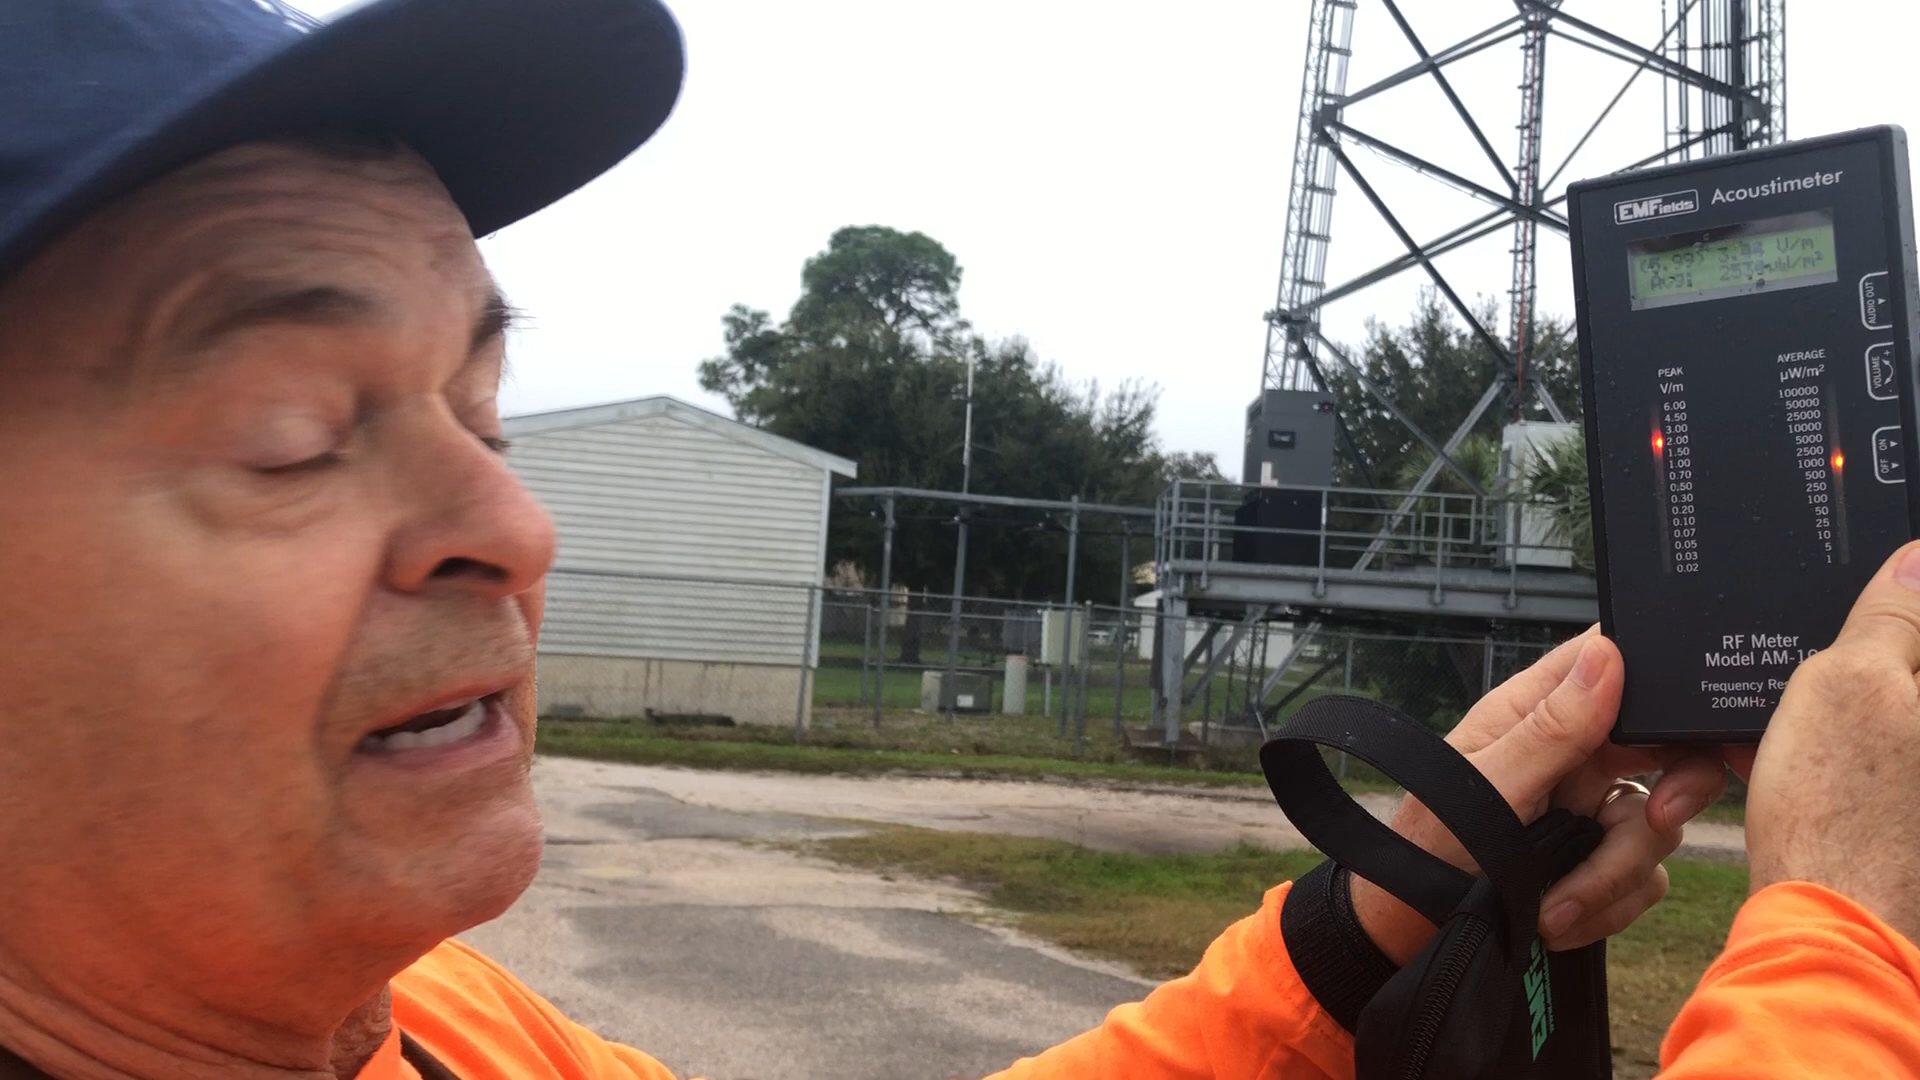 EMFields Acoustimeter
V/m
AUDIO OUT
VOLUME - +
OFF ON
PEAK
V/m
6.00
4.50
3.00
2.00
1.50
1.00
0.70
0.50
0.30
0.20
0.10
0.07
0.05
0.03
0.02
AVERAGE
µW/m²
100000
50000
25000
10000
5000
2500
1000
500
250
100
50
25
10
5
1
RF Meter
Model
Frequency
200MHz -